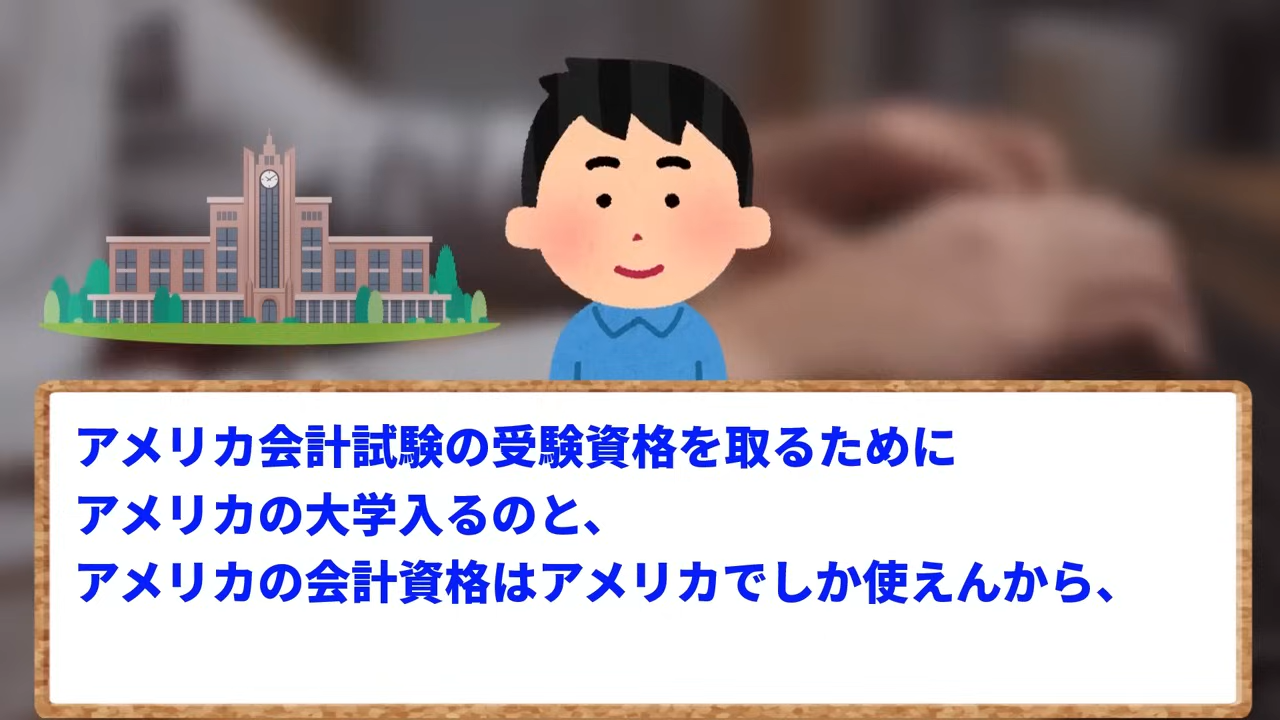 アメリカ会計試験の受験資格を取るために
アメリカの大学入るのと、
アメリカの会計資格はアメリカでしか使えんから、